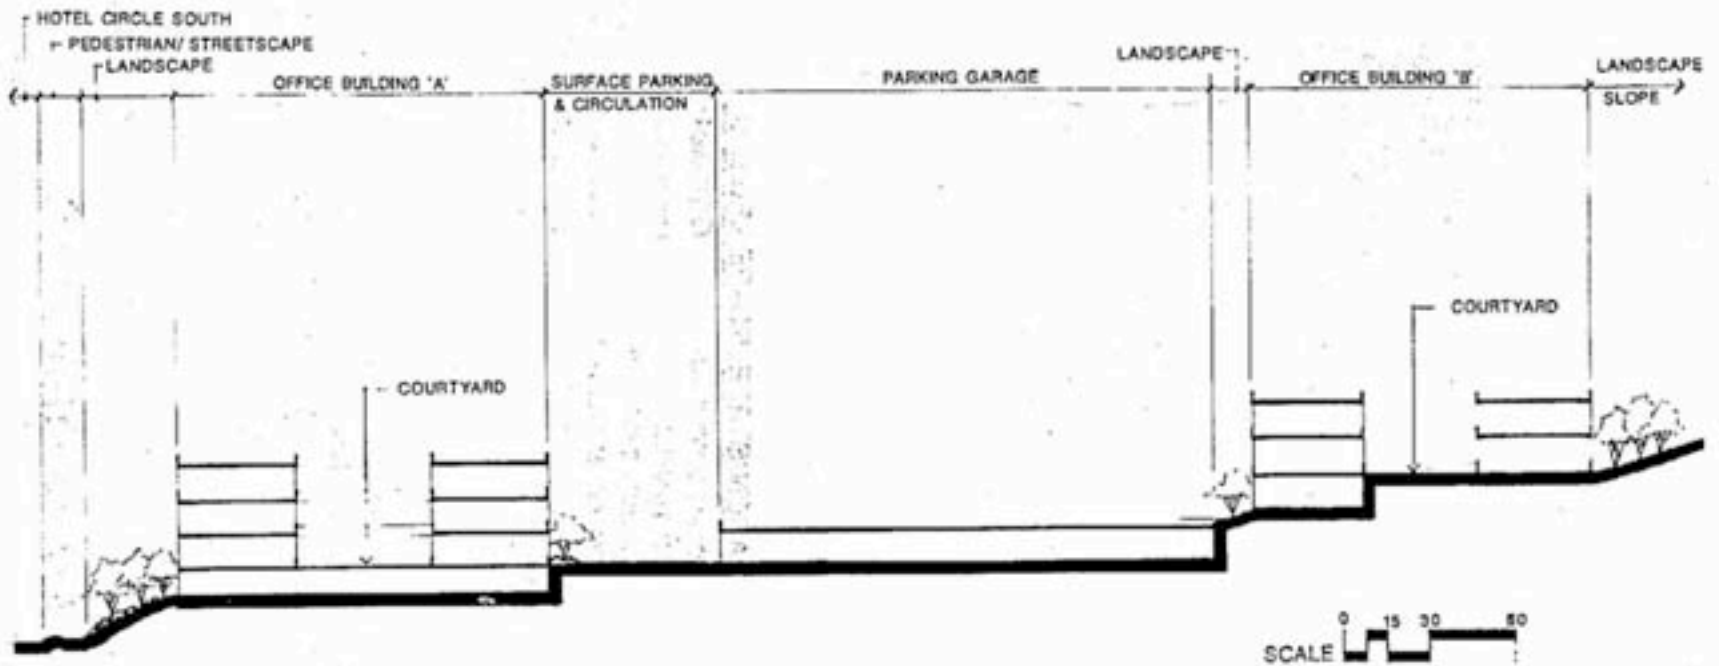 HOTEL CIRCLE SOUTH
PEDESTRIAN/ STREETSCAPE
LANDSCAPE
OFFICE BUILDING 'A'
SURFACE PARKING
& CIRCULATION
PARKING GARAGE
LANDSCAPE
OFFICE BUILDING 'B'
LANDSCAPE
SLOPE
COURTYARD
COURTYARD
0 15 30 60
SCALE